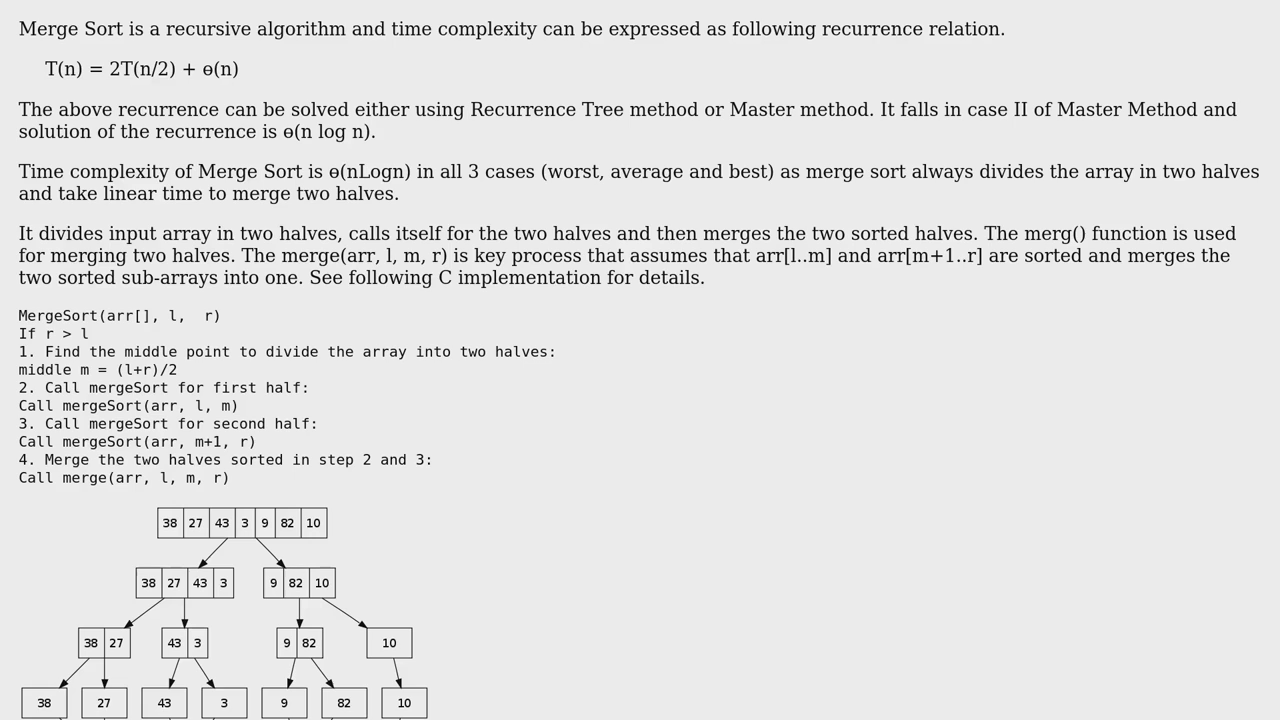 Merge Sort is a recursive algorithm and time complexity can be expressed as following recurrence relation.
T(n) = 2T(n/2) + ɵ(n)
The above recurrence can be solved either using Recurrence Tree method or Master method. It falls in case II of Master Method and
solution of the recurrence is ɵ(n log n).
Time complexity of Merge Sort is ɵ(nLogn) in all 3 cases (worst, average and best) as merge sort always divides the array in two halves
and take linear time to merge two halves.
It divides input array in two halves, calls itself for the two halves and then merges the two sorted halves. The merg() function is used
for merging two halves. The merge(arr, l, m, r) is key process that assumes that arr[l..m] and arr[m+1..r] are sorted and merges the
two sorted sub-arrays into one. See following C implementation for details.
MergeSort(arr[], l,  r)
If r > l
1. Find the middle point to divide the array into two halves:
middle m = (l+r)/2
2. Call mergeSort for first half:
Call mergeSort(arr, l, m)
3. Call mergeSort for second half:
Call mergeSort(arr, m+1, r)
4. Merge the two halves sorted in step 2 and 3:
Call merge(arr, l, m, r)
38 27 43 3 9 82 10
38 27 43 3 9 82 10
38 27 43 3 9 82 10
38 27 43 3 9 82 10